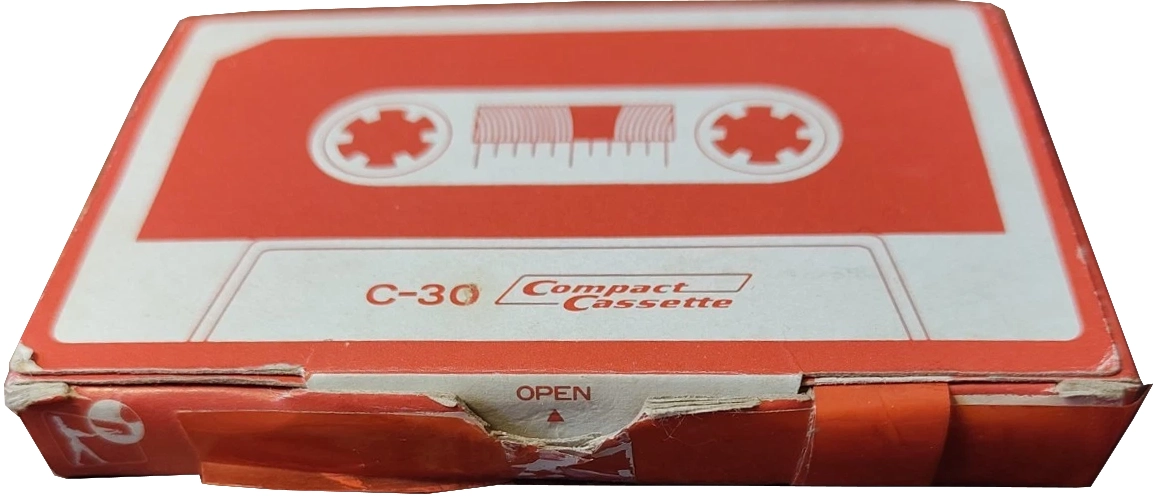 C-30 Compact
Cassette
OPEN